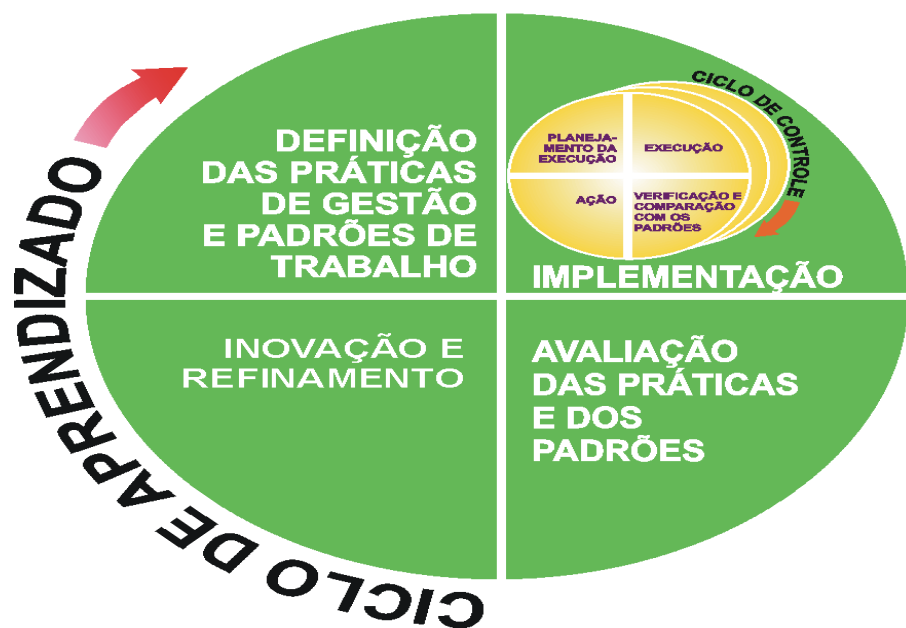 CICLO DE APRENDIZADO
DEFINIÇÃO
DAS PRÁTICAS
DE GESTÃO
E PADRÕES DE
TRABALHO
CICLO DE CONTROLE
PLANEJA-
MENTO DA
EXECUÇÃO
EXECUÇÃO
AÇÃO
VERIFICAÇÃO E
COMPARAÇÃO
COM OS
PADRÕES
IMPLEMENTAÇÃO
INOVAÇÃO E
REFINAMENTO
AVALIAÇÃO
DAS PRÁTICAS
E DOS
PADRÕES